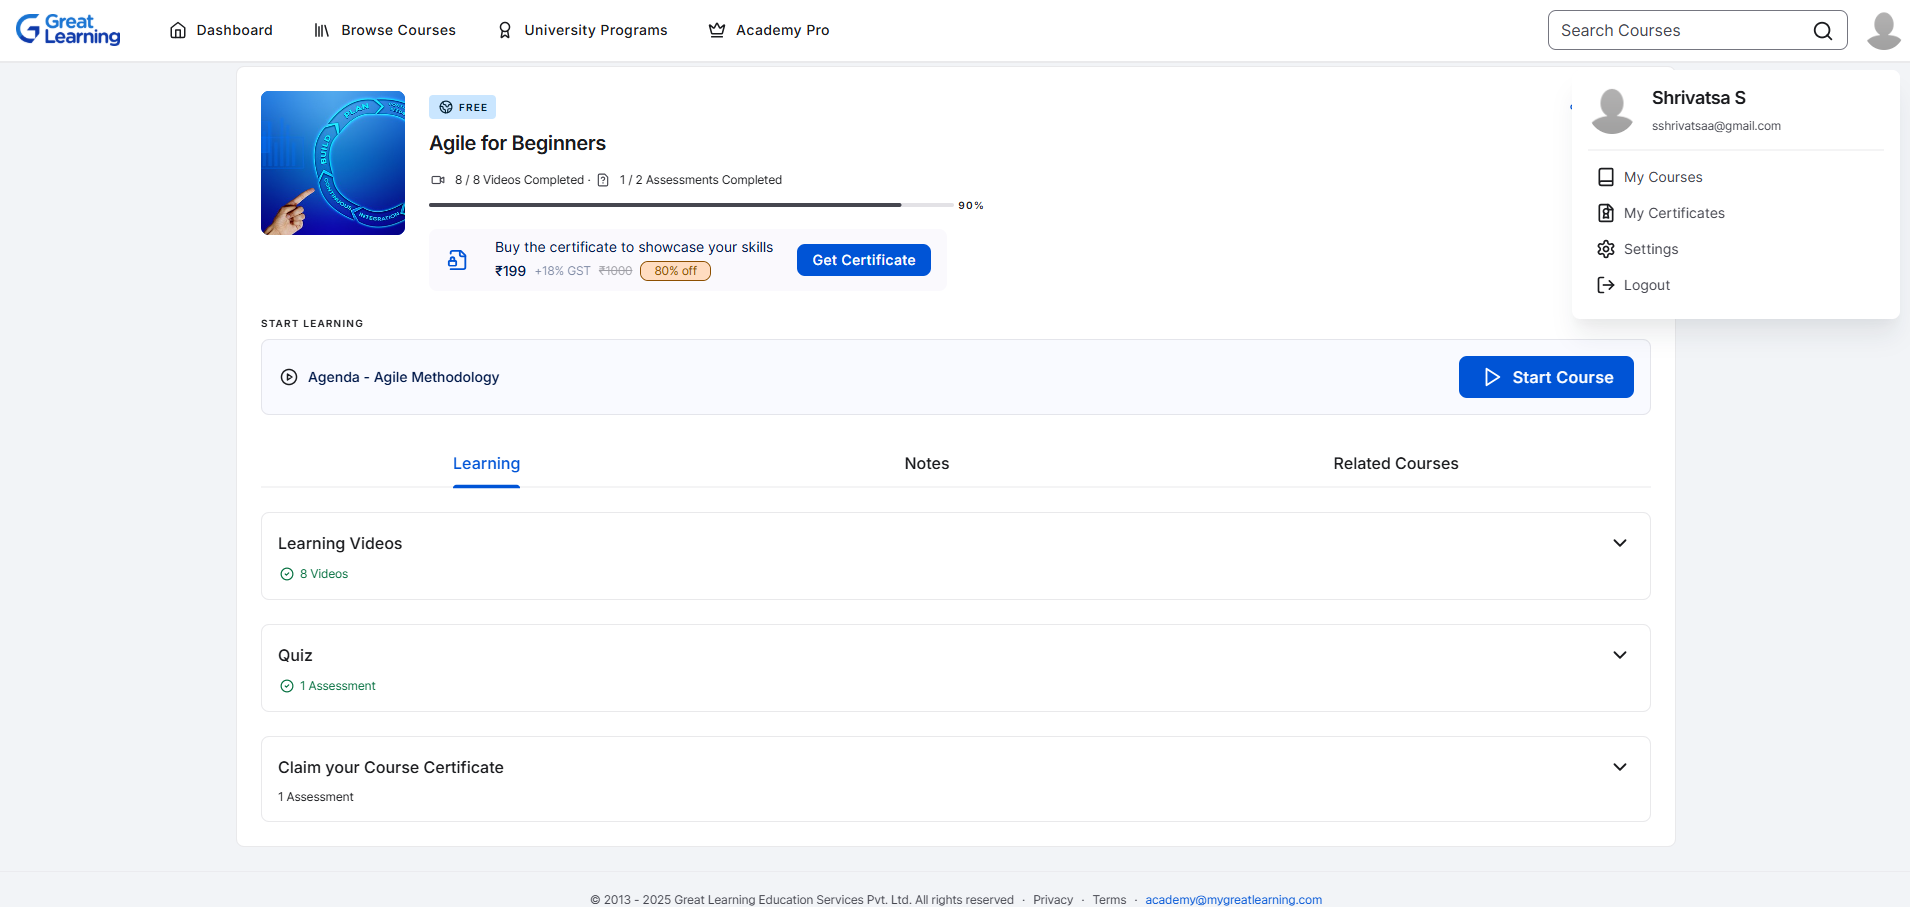 Great Learning
Dashboard
Browse Courses
University Programs
Academy Pro
Search Courses
Shrivatsa S
sshrivatsaa@gmail.com
My Courses
My Certificates
Settings
Logout
PLAN
BUILD
CONTINUOUS
INTEGRATION
FREE
Agile for Beginners
8 / 8 Videos Completed · 1 / 2 Assessments Completed
90%
Buy the certificate to showcase your skills
₹199 +18% GST ₹1000 80% off
Get Certificate
START LEARNING
Agenda - Agile Methodology
Start Course
Learning
Notes
Related Courses
Learning Videos
8 Videos
Quiz
1 Assessment
Claim your Course Certificate
1 Assessment
© 2013 - 2025 Great Learning Education Services Pvt. Ltd. All rights reserved · Privacy · Terms · academy@mygreatlearning.com